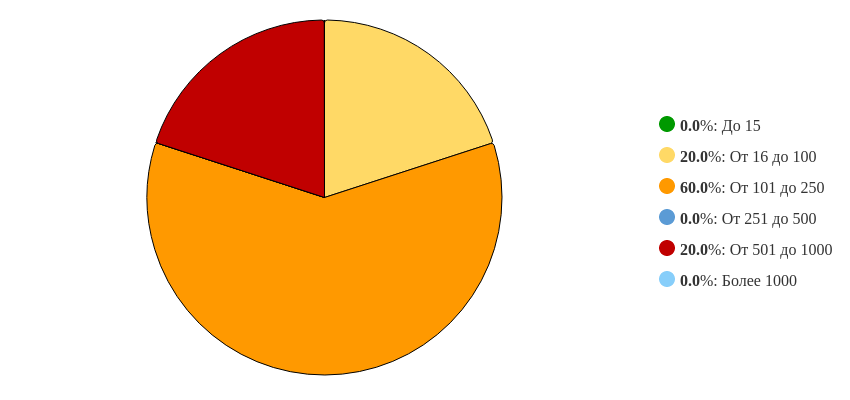 0.0%: До 15
20.0%: От 16 до 100
60.0%: От 101 до 250
0.0%: От 251 до 500
20.0%: От 501 до 1000
0.0%: Более 1000